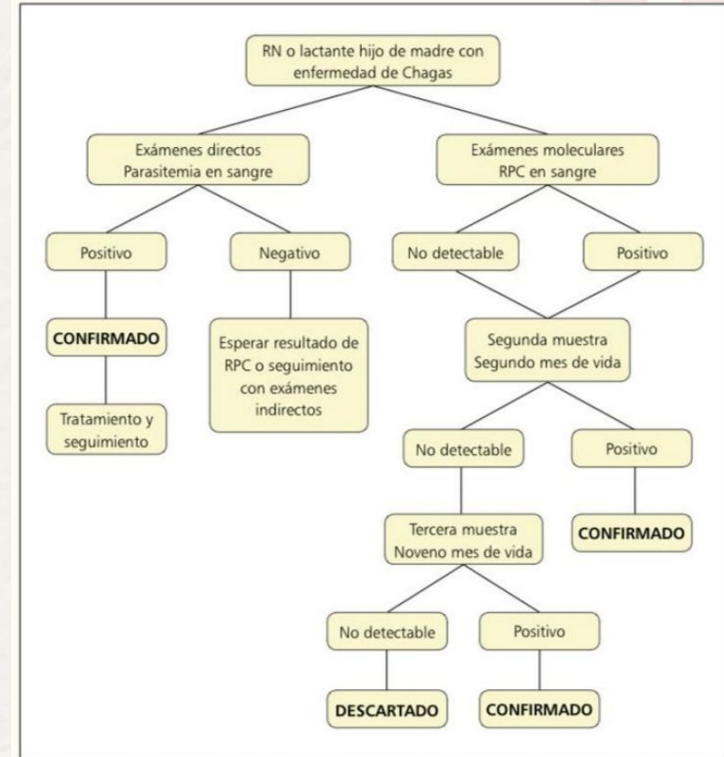 RN o lactante hijo de madre con
enfermedad de Chagas
Exámenes directos
Parasitemia en sangre
Exámenes moleculares
RPC en sangre
Positivo
Negativo
No detectable
Positivo
CONFIRMADO
Esperar resultado de
RPC o seguimiento
con exámenes
indirectos
Segunda muestra
Segundo mes de vida
Tratamiento y
seguimiento
No detectable
Positivo
Tercera muestra
Noveno mes de vida
CONFIRMADO
No detectable
Positivo
DESCARTADO
CONFIRMADO